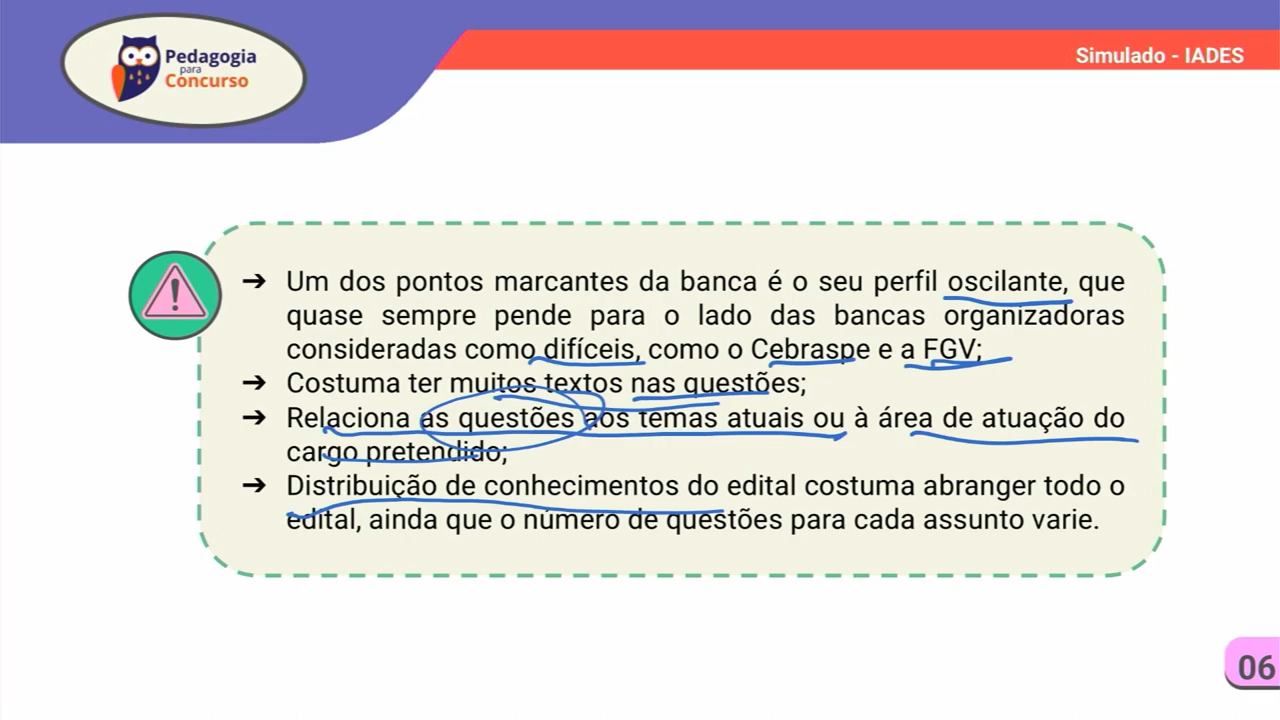 Pedagogia
para
Concurso
Simulado - IADES
➔ Um dos pontos marcantes da banca é o seu perfil oscilante, que
quase sempre pende para o lado das bancas organizadoras
consideradas como difíceis, como o Cebraspe e a FGV;
➔ Costuma ter muitos textos nas questões;
➔ Relaciona as questões aos temas atuais ou à área de atuação do
cargo pretendido;
➔ Distribuição de conhecimentos do edital costuma abranger todo o
edital, ainda que o número de questões para cada assunto varie.
06